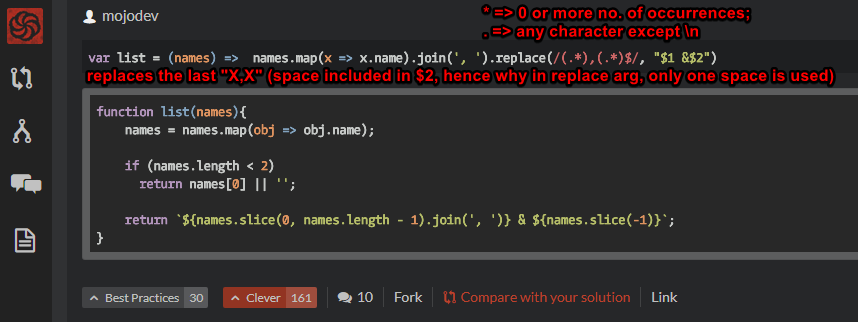 mojodev
* => 0 or more no. of occurrences;
. => any character except \n
var list = (names) => names.map(x => x.name).join(', ').replace(/(.*),(.*)$/, "$1 &$2")
replaces the last "X,X" (space included in $2, hence why in replace arg, only one space is used)
function list(names){
names = names.map(obj => obj.name);
if (names.length < 2)
return names[0] || '';
return `${names.slice(0, names.length - 1).join(', ')} & ${names.slice(-1)}`;
}
Best Practices 30 Clever 161 10 Fork Compare with your solution Link